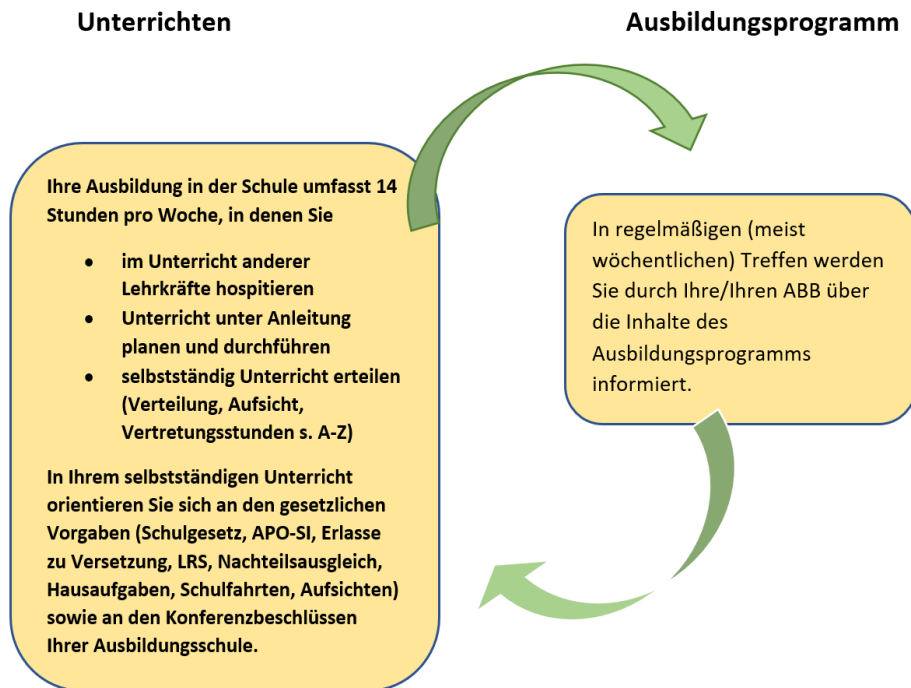 Unterrichten
Ausbildungsprogramm
Ihre Ausbildung in der Schule umfasst 14
Stunden pro Woche, in denen Sie
• im Unterricht anderer
Lehrkräfte hospitieren
• Unterricht unter Anleitung
planen und durchführen
• selbstständig Unterricht erteilen
(Verteilung, Aufsicht,
Vertretungsstunden s. A-Z)
In Ihrem selbstständigen Unterricht
orientieren Sie sich an den gesetzlichen
Vorgaben (Schulgesetz, APO-SI, Erlasse
zu Versetzung, LRS, Nachteilsausgleich,
Hausaufgaben, Schulfahrten, Aufsichten)
sowie an den Konferenzbeschlüssen
Ihrer Ausbildungsschule.
In regelmäßigen (meist
wöchentlichen) Treffen werden
Sie durch Ihre/Ihren ABB über
die Inhalte des
Ausbildungsprogramms
informiert.